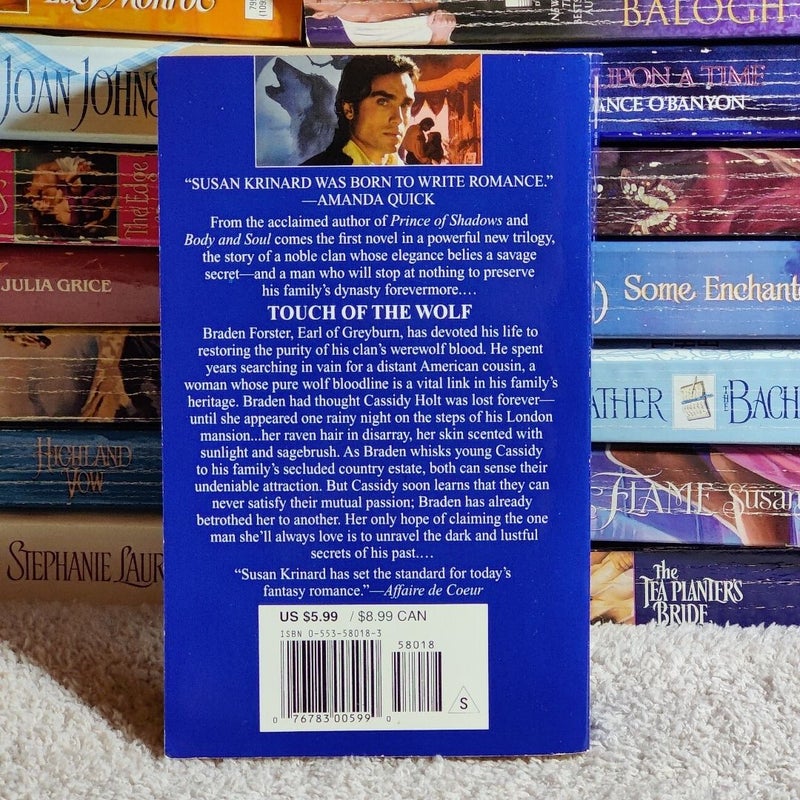 Lucy Monroe
BALOGH
JOAN JOHNS
UPON A TIME
ANCE O'BANYON
The Edge
JULIA GRICE
Some Enchant
ATHER THE BACH
HIGHLAND
VOW
FLAME Susan
STEPHANIE LAUR
The
TEA PLANTER'S
BRIDE
"SUSAN KRINARD WAS BORN TO WRITE ROMANCE."
—AMANDA QUICK
From the acclaimed author of Prince of Shadows and
Body and Soul comes the first novel in a powerful new trilogy,
the story of a noble clan whose elegance belies a savage
secret—and a man who will stop at nothing to preserve
his family's dynasty forevermore....
TOUCH OF THE WOLF
Braden Forster, Earl of Greyburn, has devoted his life to
restoring the purity of his clan's werewolf blood. He spent
years searching in vain for a distant American cousin, a
woman whose pure wolf bloodline is a vital link in his family's
heritage. Braden had thought Cassidy Holt was lost forever—
until she appeared one rainy night on the steps of his London
mansion...her raven hair in disarray, her skin scented with
sunlight and sagebrush. As Braden whisks young Cassidy
to his family's secluded country estate, both can sense their
undeniable attraction. But Cassidy soon learns that they can
never satisfy their mutual passion; Braden has already
betrothed her to another. Her only hope of claiming the one
man she'll always love is to unravel the dark and lustful
secrets of his past....
"Susan Krinard has set the standard for today's
fantasy romance."—Affaire de Coeur
US $5.99 / $8.99 CAN
ISBN 0-553-58018-3
58018
0 76783 00599 0
S